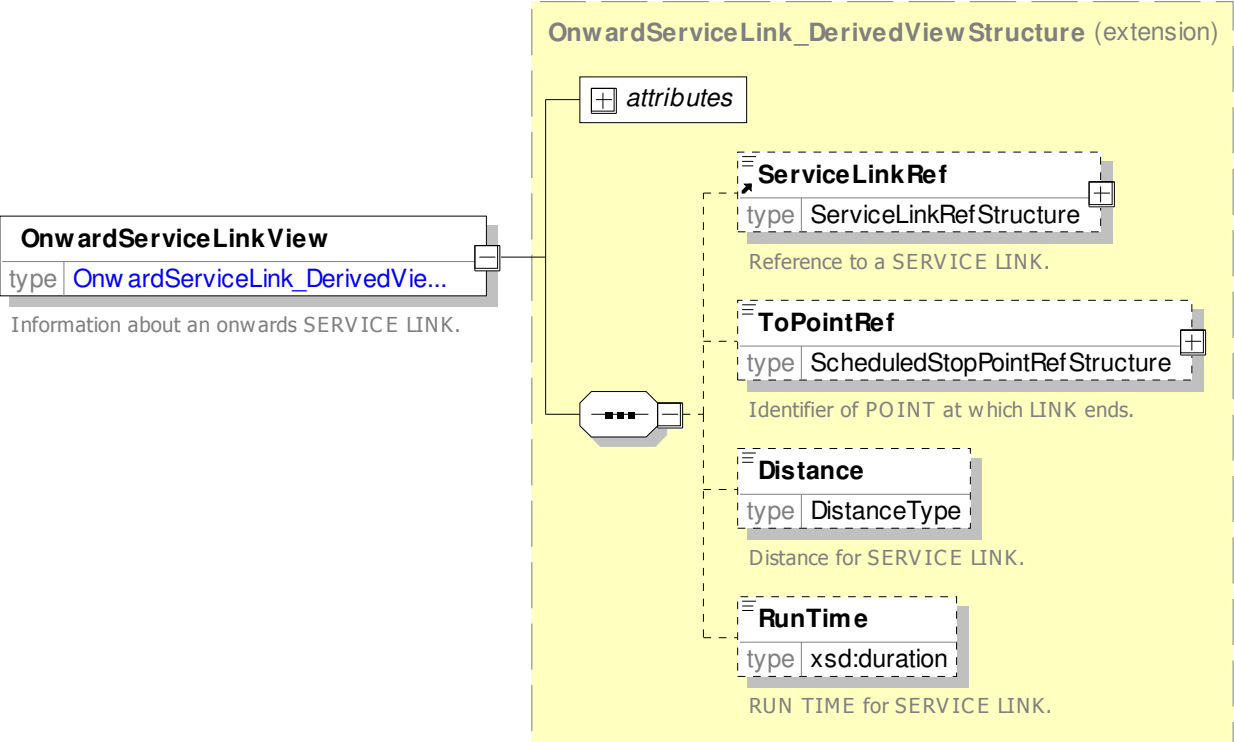 OnwardServiceLink_DerivedViewStructure (extension)
attributes
ServiceLinkRef
type ServiceLinkRefStructure
Reference to a SERVICE LINK.
OnwardServiceLinkView
type OnwardServiceLink_DerivedVie...
Information about an onwards SERVICE LINK.
ToPointRef
type ScheduledStopPointRefStructure
Identifier of POINT at which LINK ends.
Distance
type DistanceType
Distance for SERVICE LINK.
RunTime
type xsd:duration
RUN TIME for SERVICE LINK.